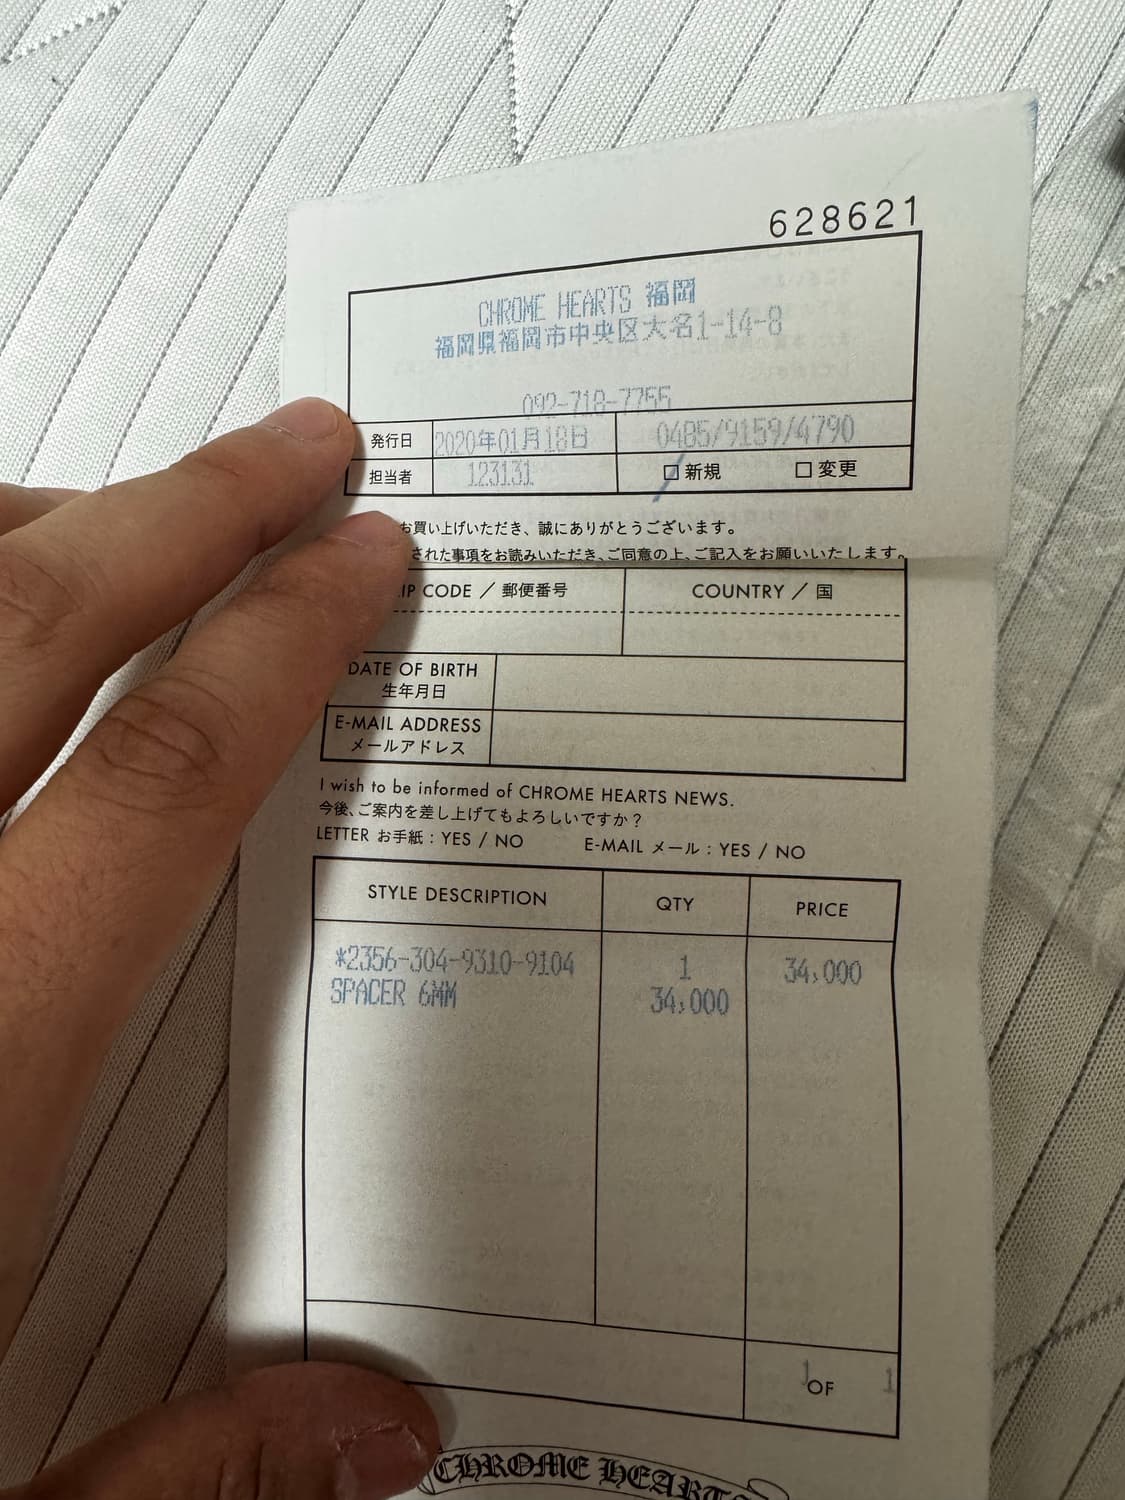 628621
CHROME HEARTS 福岡
福岡県福岡市中央区大名1-14-8
092-718-7755
発行日 2020年01月18日 0485/9159/4790
担当者 123131 □新規 □変更
お買い上げいただき、誠にありがとうございます。
された事項をお読みいただき、ご同意の上、ご記入をお願いいたします。
IP CODE / 郵便番号 COUNTRY / 国
DATE OF BIRTH
生年月日
E-MAIL ADDRESS
メールアドレス
I wish to be informed of CHROME HEARTS NEWS.
今後、ご案内を差し上げてもよろしいですか？
LETTER お手紙 : YES / NO E-MAIL メール : YES / NO
STYLE DESCRIPTION QTY PRICE
*2356-304-9310-9104 1 34,000
SPACER 6MM 34,000
1 OF 1
CHROME HEARTS